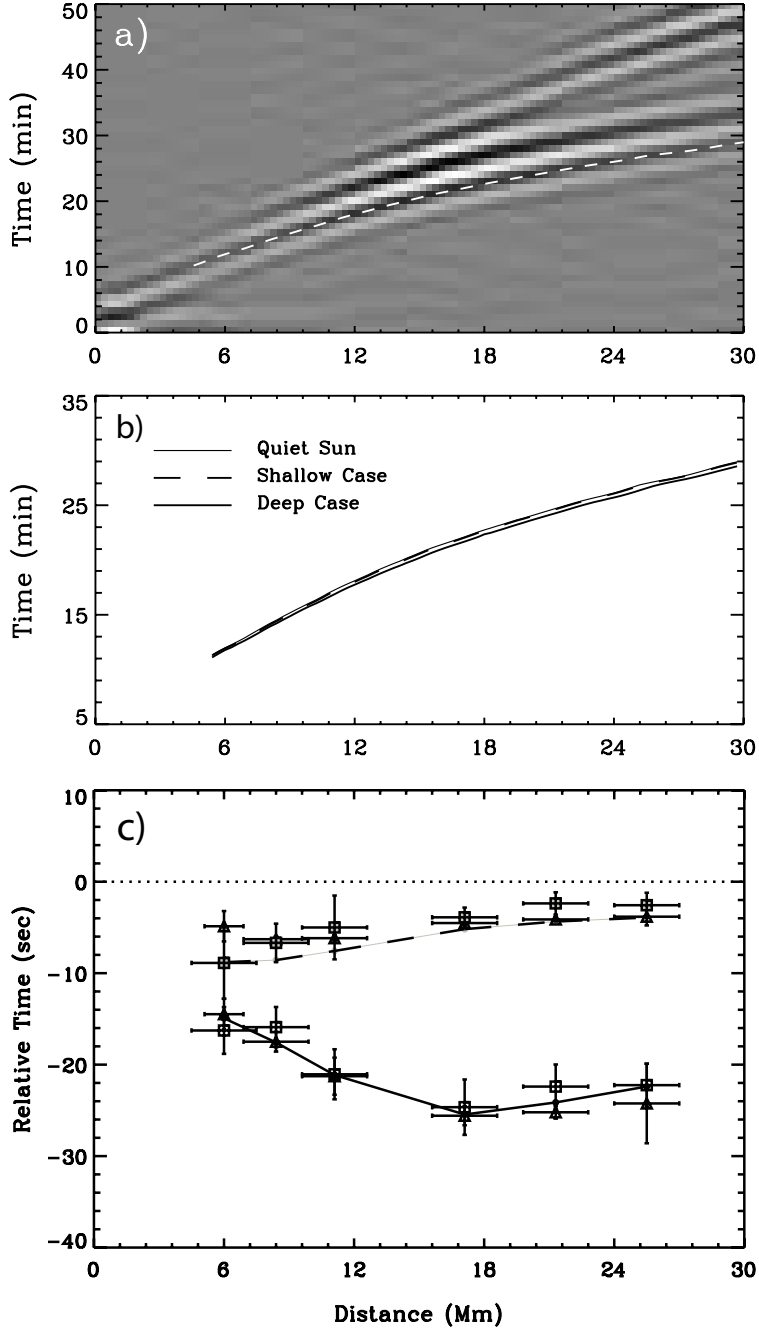 a)
50
40
30
20
10
0
Time (min)
0 6 12 18 24 30
b)
35
25
15
5
Time (min)
Quiet Sun
Shallow Case
Deep Case
0 6 12 18 24 30
c)
10
0
-10
-20
-30
-40
Relative Time (sec)
0 6 12 18 24 30
Distance (Mm)